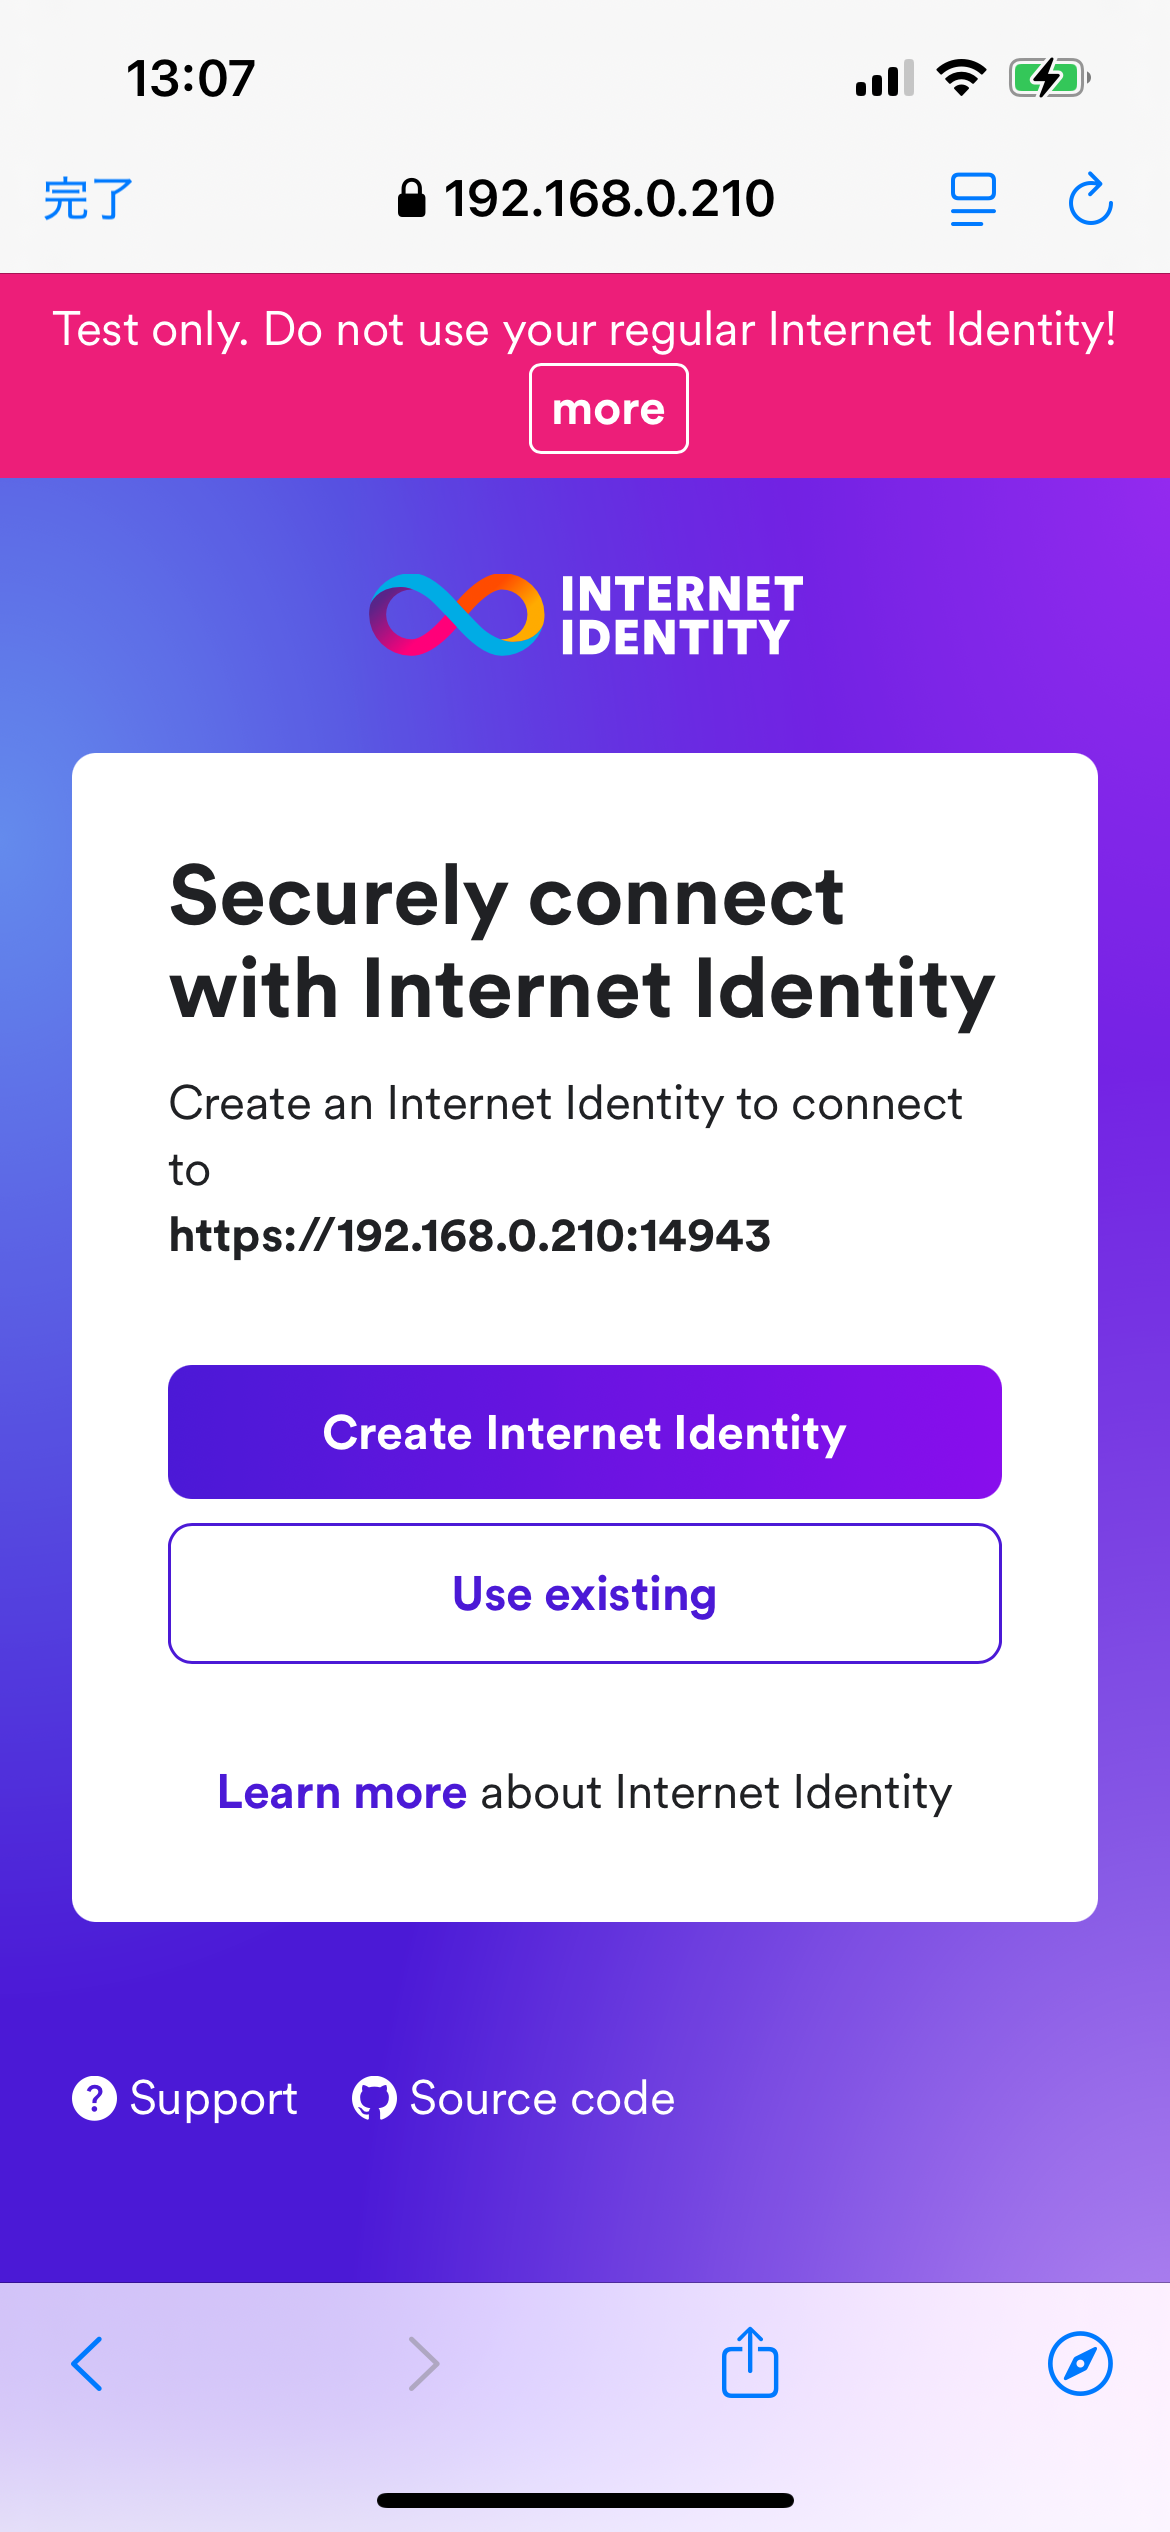 13:07
完了
192.168.0.210
Test only. Do not use your regular Internet Identity!
more
INTERNET
IDENTITY
Securely connect
with Internet Identity
Create an Internet Identity to connect
to
https://192.168.0.210:14943
Create Internet Identity
Use existing
Learn more about Internet Identity
Support
Source code